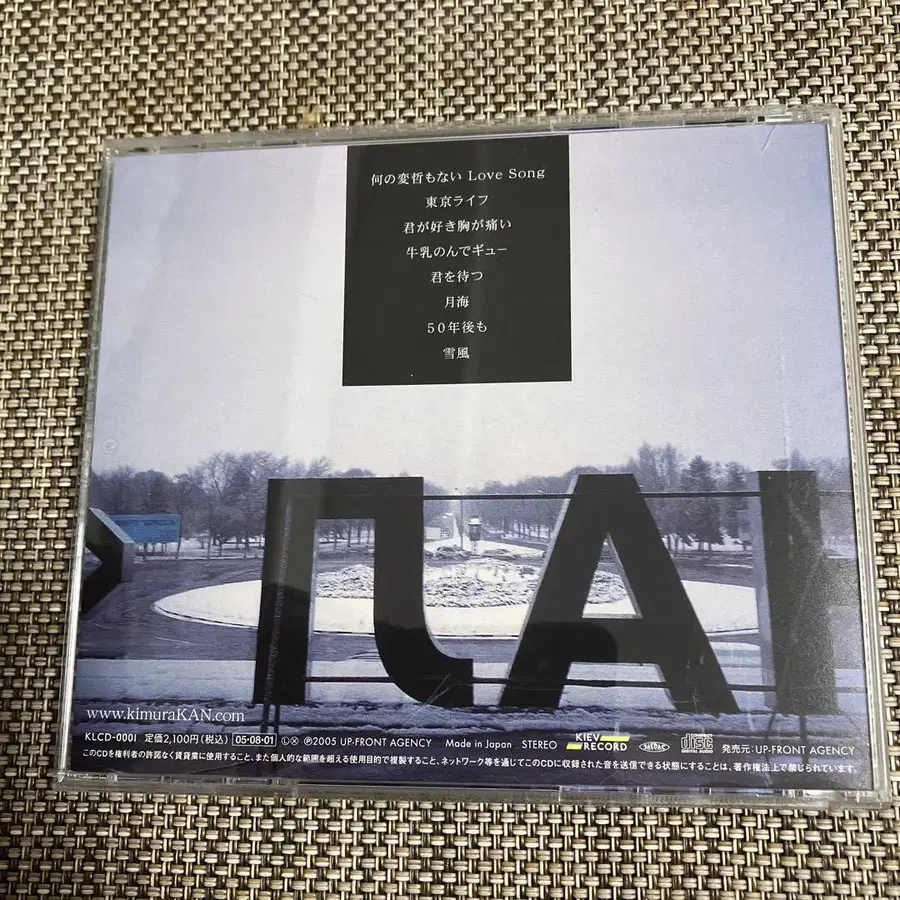 何の変哲もない Love Song
東京ライフ
君が好き胸が痛い
牛乳のんでギュー
君を待つ
月海
50年後も
雪風
www.kimuraKAN.com
KLCD-0001 定価2,100円(税込) 05・08・01 Ⓛ Ⓧ Ⓟ2005 UP-FRONT AGENCY Made in Japan STEREO KIEV RECORD JASRAC COMPACT disc DIGITAL AUDIO 発売元:UP-FRONT AGENCY
このCDを権利者の許諾なく賃貸業に使用すること、また個人的な範囲を超える使用目的で複製すること、ネットワーク等を通じてこのCDに収録された音を送信できる状態にすることは、著作権法上で禁じられています。